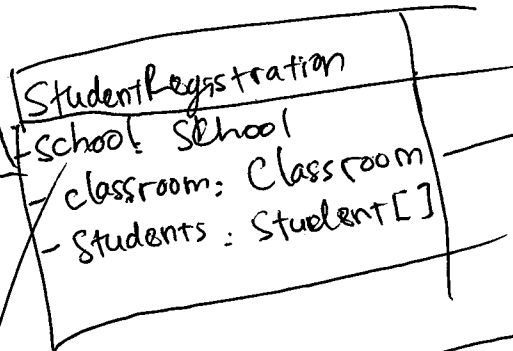 StudentRegistration
- school: School
- classroom: Classroom
- Students: Student[]